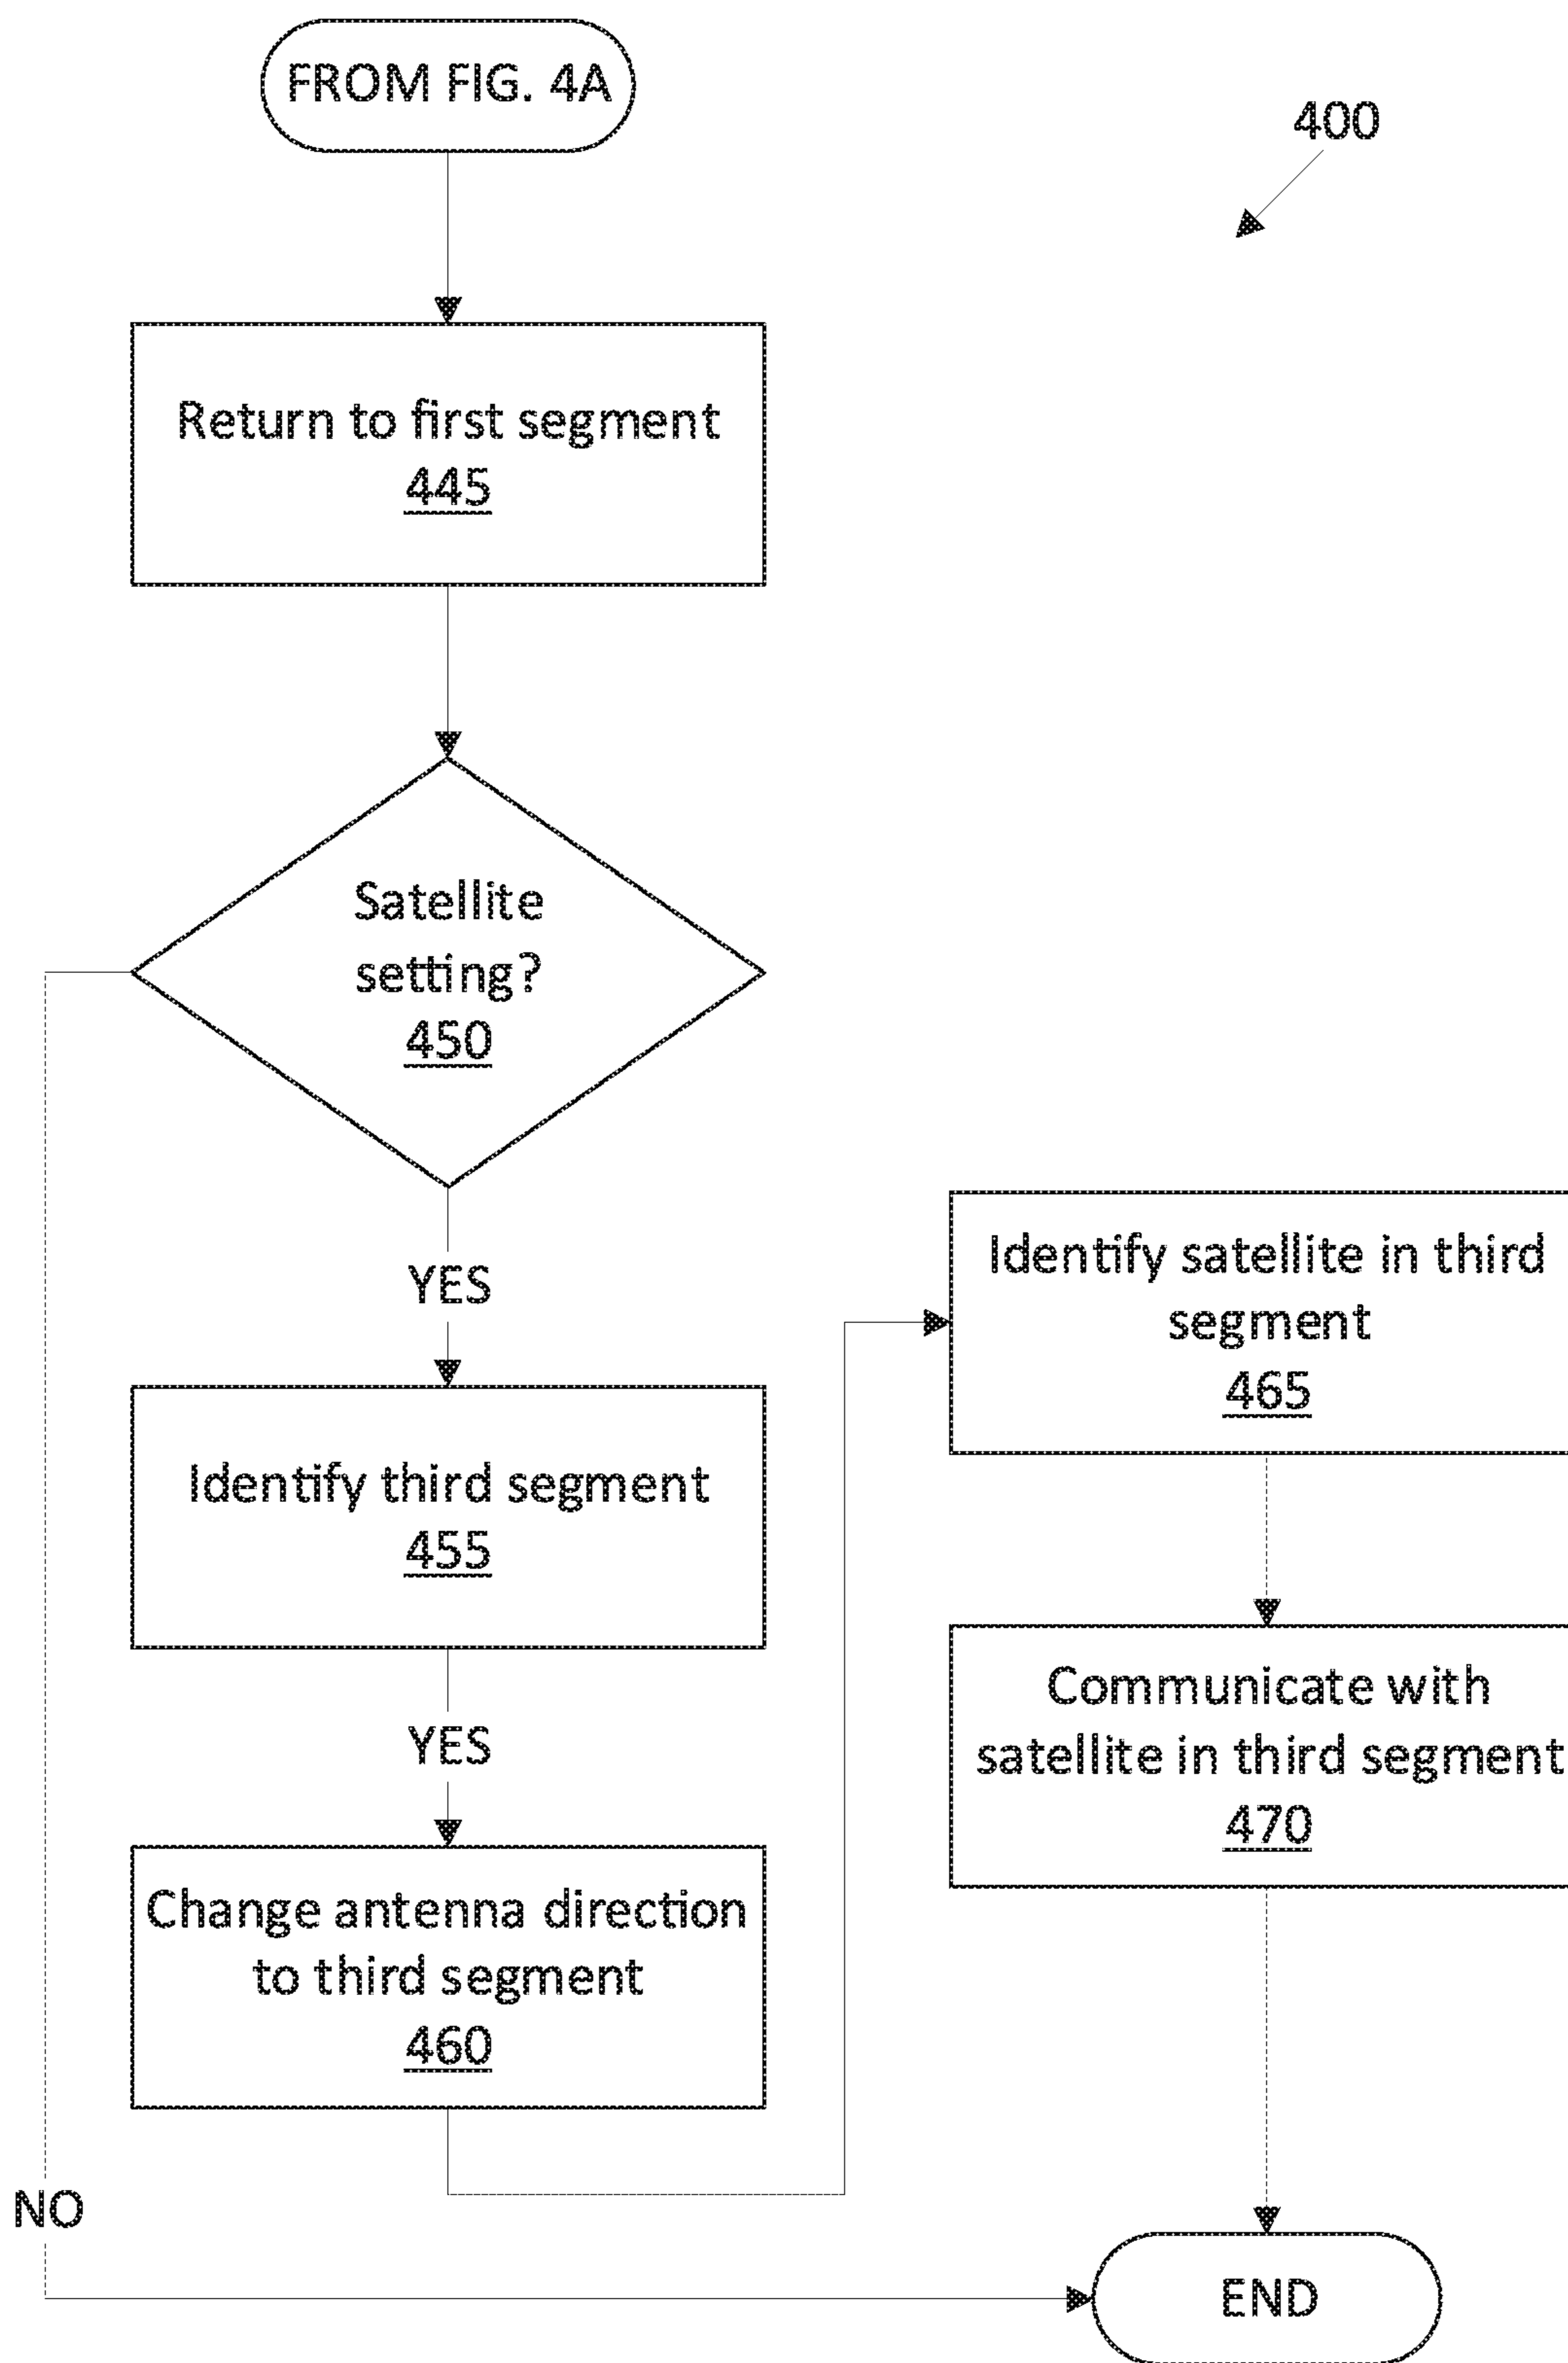 FROM FIG. 4A
400
Return to first segment
445
Satellite
setting?
450
YES
Identify third segment
455
YES
Change antenna direction
to third segment
460
NO
Identify satellite in third
segment
465
Communicate with
satellite in third segment
470
END